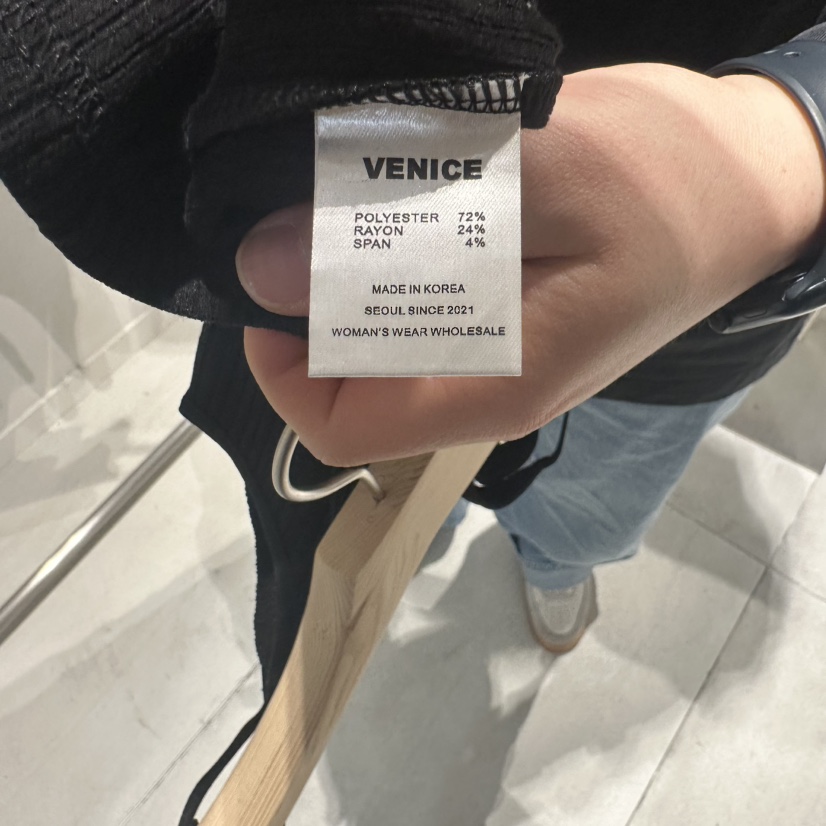 VENICE
POLYESTER 72%
RAYON 24%
SPAN 4%
MADE IN KOREA
SEOUL SINCE 2021
WOMAN'S WEAR WHOLESALE